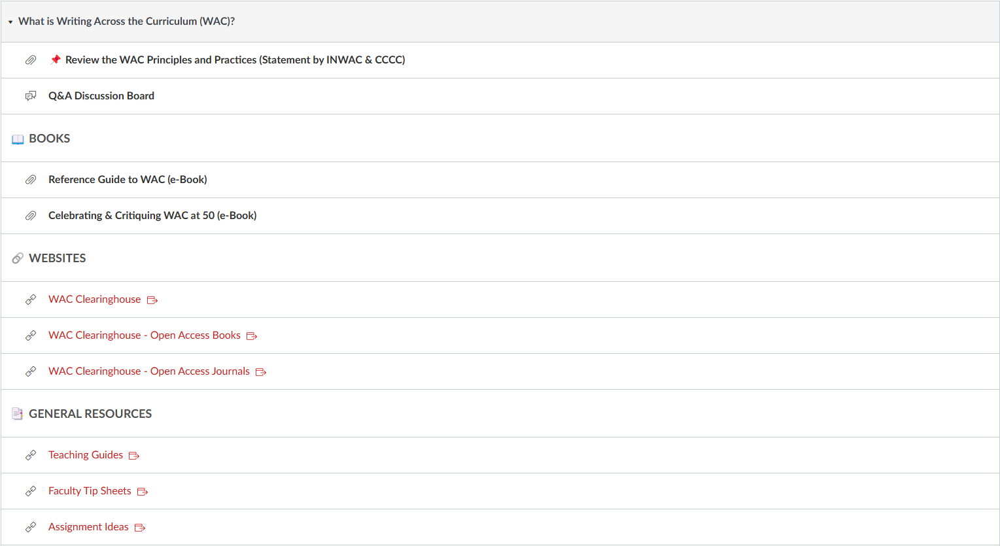 What is Writing Across the Curriculum (WAC)?
Review the WAC Principles and Practices (Statement by INWAC & CCCC)
Q&A Discussion Board
BOOKS
Reference Guide to WAC (e-Book)
Celebrating & Critiquing WAC at 50 (e-Book)
WEBSITES
WAC Clearinghouse
WAC Clearinghouse - Open Access Books
WAC Clearinghouse - Open Access Journals
GENERAL RESOURCES
Teaching Guides
Faculty Tip Sheets
Assignment Ideas